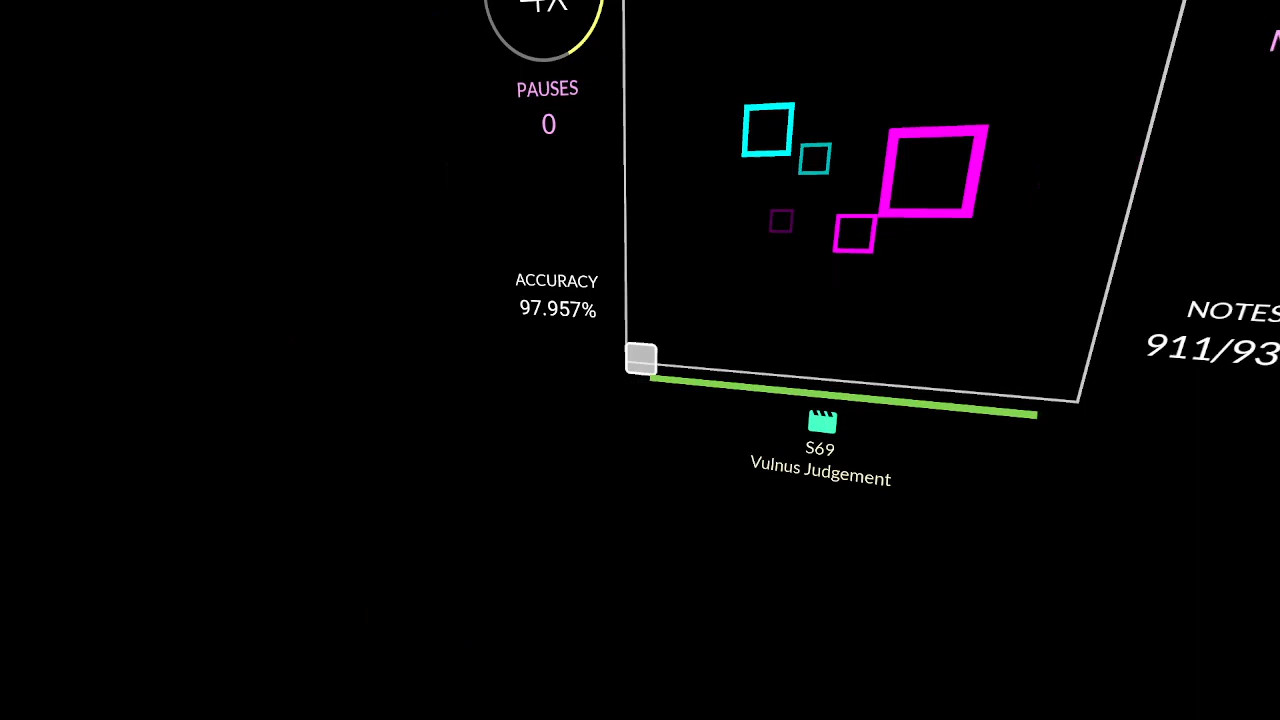 4X
PAUSES
0
ACCURACY
97.957%
NOTES
911/93
S69
Vulnus Judgement